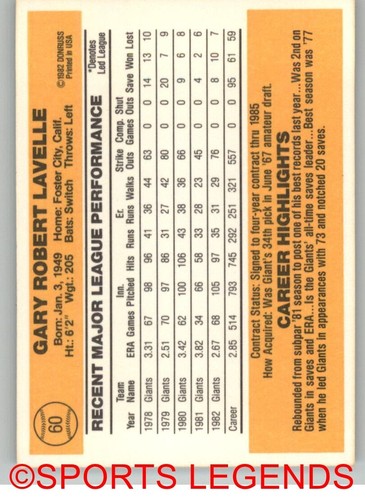 60
GARY ROBERT LAVELLE
Born: Jan. 3, 1949 Home: Foster City, Calif.
Ht.: 6'2" Wgt.: 205 Bats: Switch Throws: Left
©1982 DONRUSS
Printed in USA
RECENT MAJOR LEAGUE PERFORMANCE
*Denotes
Led League
Team Inn. Er. Strike Comp. Shut
Year Name ERA Games Pitched Hits Runs Runs Walks Outs Games Outs Save Won Lost
1978 Giants 3.31 67 98 96 41 36 44 63 0 0 14 13 10
1979 Giants 2.51 70 97 86 31 27 42 80 0 0 20 7 9
1980 Giants 3.42 62 100 106 43 38 36 66 0 0 9 6 8
1981 Giants 3.82 34 66 58 33 28 23 45 0 0 4 2 6
1982 Giants 2.67 68 105 97 35 31 29 76 0 0 8 10 7
Career 2.85 514 793 745 292 251 321 557 0 0 95 61 59
Contract Status: Signed to four-year contract thru 1985
How Acquired: Was Giant's 34th pick in June '67 amateur draft.
CAREER HIGHLIGHTS
Rebounded from subpar '81 season to post one of his best records last year...Was 2nd on
Giants in saves and ERA...is the Giants' all-time saves leader...Best season was '77
when he led Giants in appearances with 73 and notched 20 saves.
©SPORTS LEGENDS